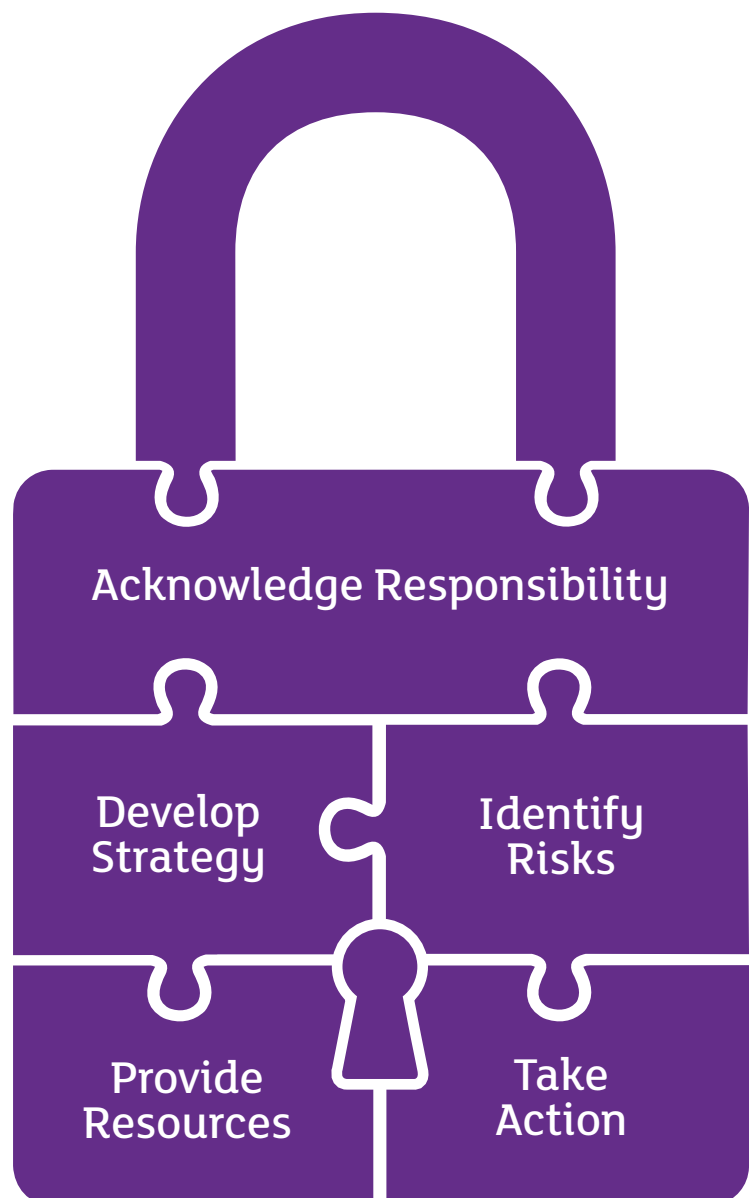 Acknowledge Responsibility
Develop
Strategy
Identify
Risks
Provide
Resources
Take
Action